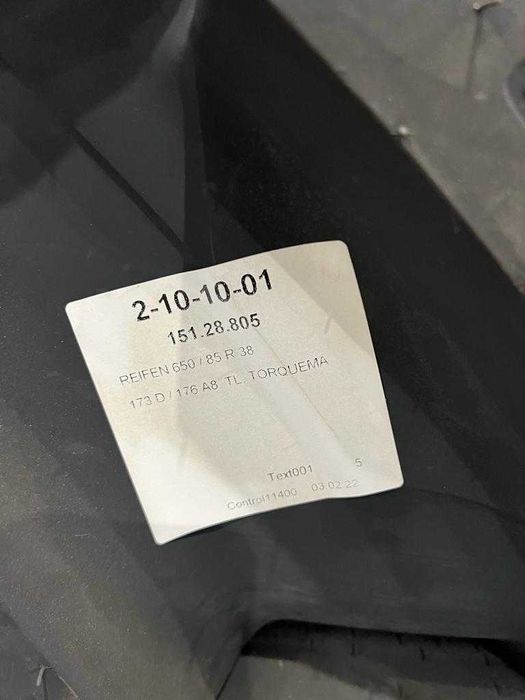 2-10-10-01
151.28.805
REIFEN 650 / 85 R 38
173 D / 176 A8 TL, TORQUEMA
Text001 5
Control11400 03.02.22